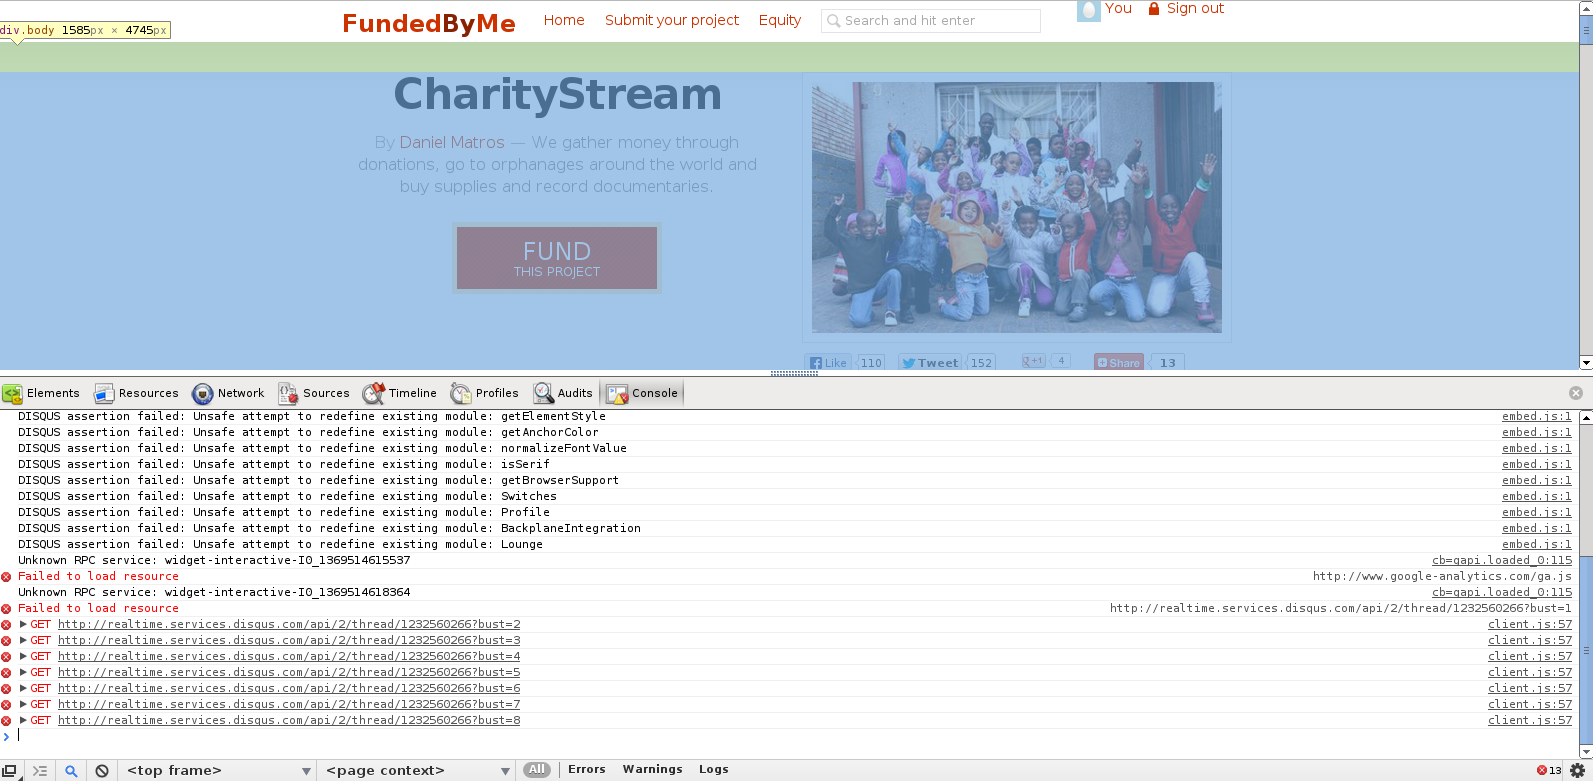 FundedByMe Home Submit your project Equity Search and hit enter You Sign out
div.body 1585px × 4745px
CharityStream
By Daniel Matros — We gather money through
donations, go to orphanages around the world and
buy supplies and record documentaries.
FUND
THIS PROJECT
Like 110 Tweet 152 +1 4 Share 13
Elements Resources Network Sources Timeline Profiles Audits Console
DISQUS assertion failed: Unsafe attempt to redefine existing module: getElementStyle embed.js:1
DISQUS assertion failed: Unsafe attempt to redefine existing module: getAnchorColor embed.js:1
DISQUS assertion failed: Unsafe attempt to redefine existing module: normalizeFontValue embed.js:1
DISQUS assertion failed: Unsafe attempt to redefine existing module: isSerif embed.js:1
DISQUS assertion failed: Unsafe attempt to redefine existing module: getBrowserSupport embed.js:1
DISQUS assertion failed: Unsafe attempt to redefine existing module: Switches embed.js:1
DISQUS assertion failed: Unsafe attempt to redefine existing module: Profile embed.js:1
DISQUS assertion failed: Unsafe attempt to redefine existing module: BackplaneIntegration embed.js:1
DISQUS assertion failed: Unsafe attempt to redefine existing module: Lounge embed.js:1
Unknown RPC service: widget-interactive-I0_1369514615537 cb=gapi.loaded_0:115
Failed to load resource http://www.google-analytics.com/ga.js
Unknown RPC service: widget-interactive-I0_1369514618364 cb=gapi.loaded_0:115
Failed to load resource http://realtime.services.disqus.com/api/2/thread/1232560266?bust=1
GET http://realtime.services.disqus.com/api/2/thread/1232560266?bust=2 client.js:57
GET http://realtime.services.disqus.com/api/2/thread/1232560266?bust=3 client.js:57
GET http://realtime.services.disqus.com/api/2/thread/1232560266?bust=4 client.js:57
GET http://realtime.services.disqus.com/api/2/thread/1232560266?bust=5 client.js:57
GET http://realtime.services.disqus.com/api/2/thread/1232560266?bust=6 client.js:57
GET http://realtime.services.disqus.com/api/2/thread/1232560266?bust=7 client.js:57
GET http://realtime.services.disqus.com/api/2/thread/1232560266?bust=8 client.js:57
<top frame> <page context> All Errors Warnings Logs 13